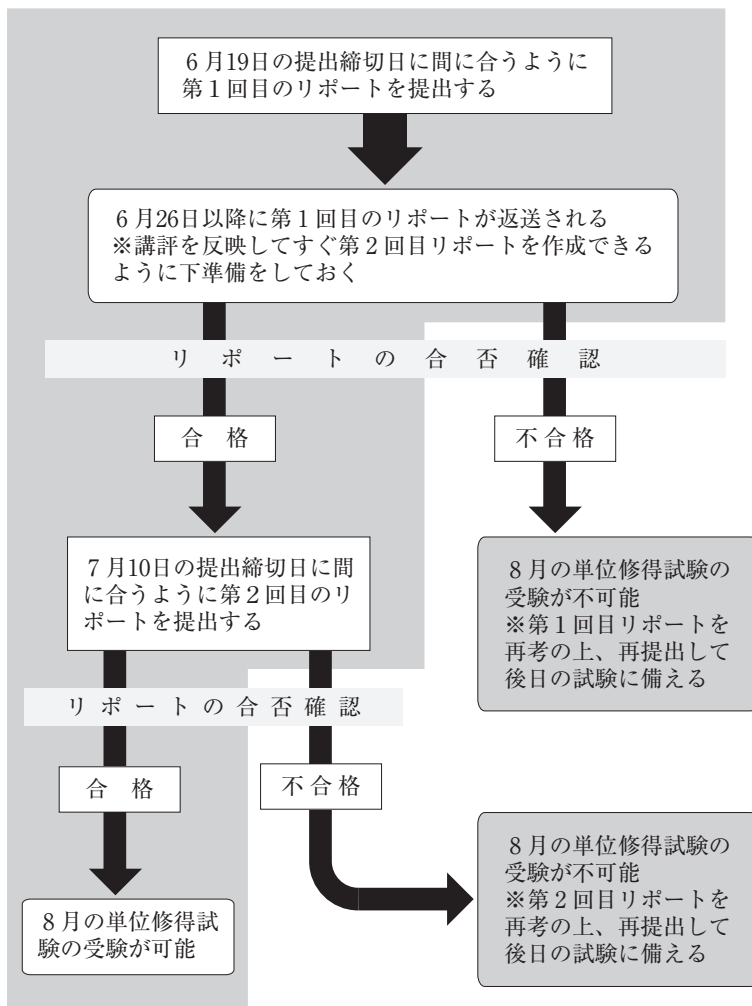 6月19日の提出締切日に間に合うように
第1回目のリポートを提出する
6月26日以降に第1回目のリポートが返送される
※講評を反映してすぐ第2回目リポートを作成できる
ように下準備をしておく
リポートの合否確認
合格
不合格
7月10日の提出締切日に間
に合うように第2回目のリ
ポートを提出する
8月の単位修得試験の
受験が不可能
※第1回目リポートを
再考の上、再提出して
後日の試験に備える
リポートの合否確認
合格
不合格
8月の単位修得試
験の受験が可能
8月の単位修得試験の
受験が不可能
※第2回目リポートを
再考の上、再提出して
後日の試験に備える